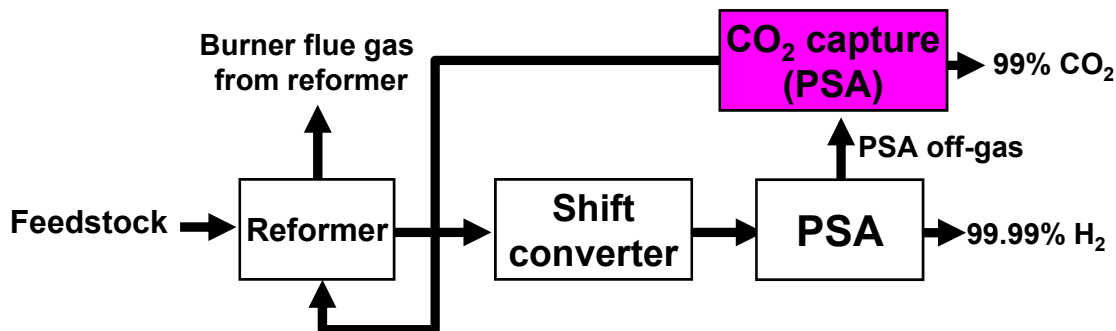 Burner flue gas
from reformer
CO₂ capture
(PSA)
99% CO₂
PSA off-gas
Feedstock
Reformer
Shift
converter
PSA
99.99% H₂